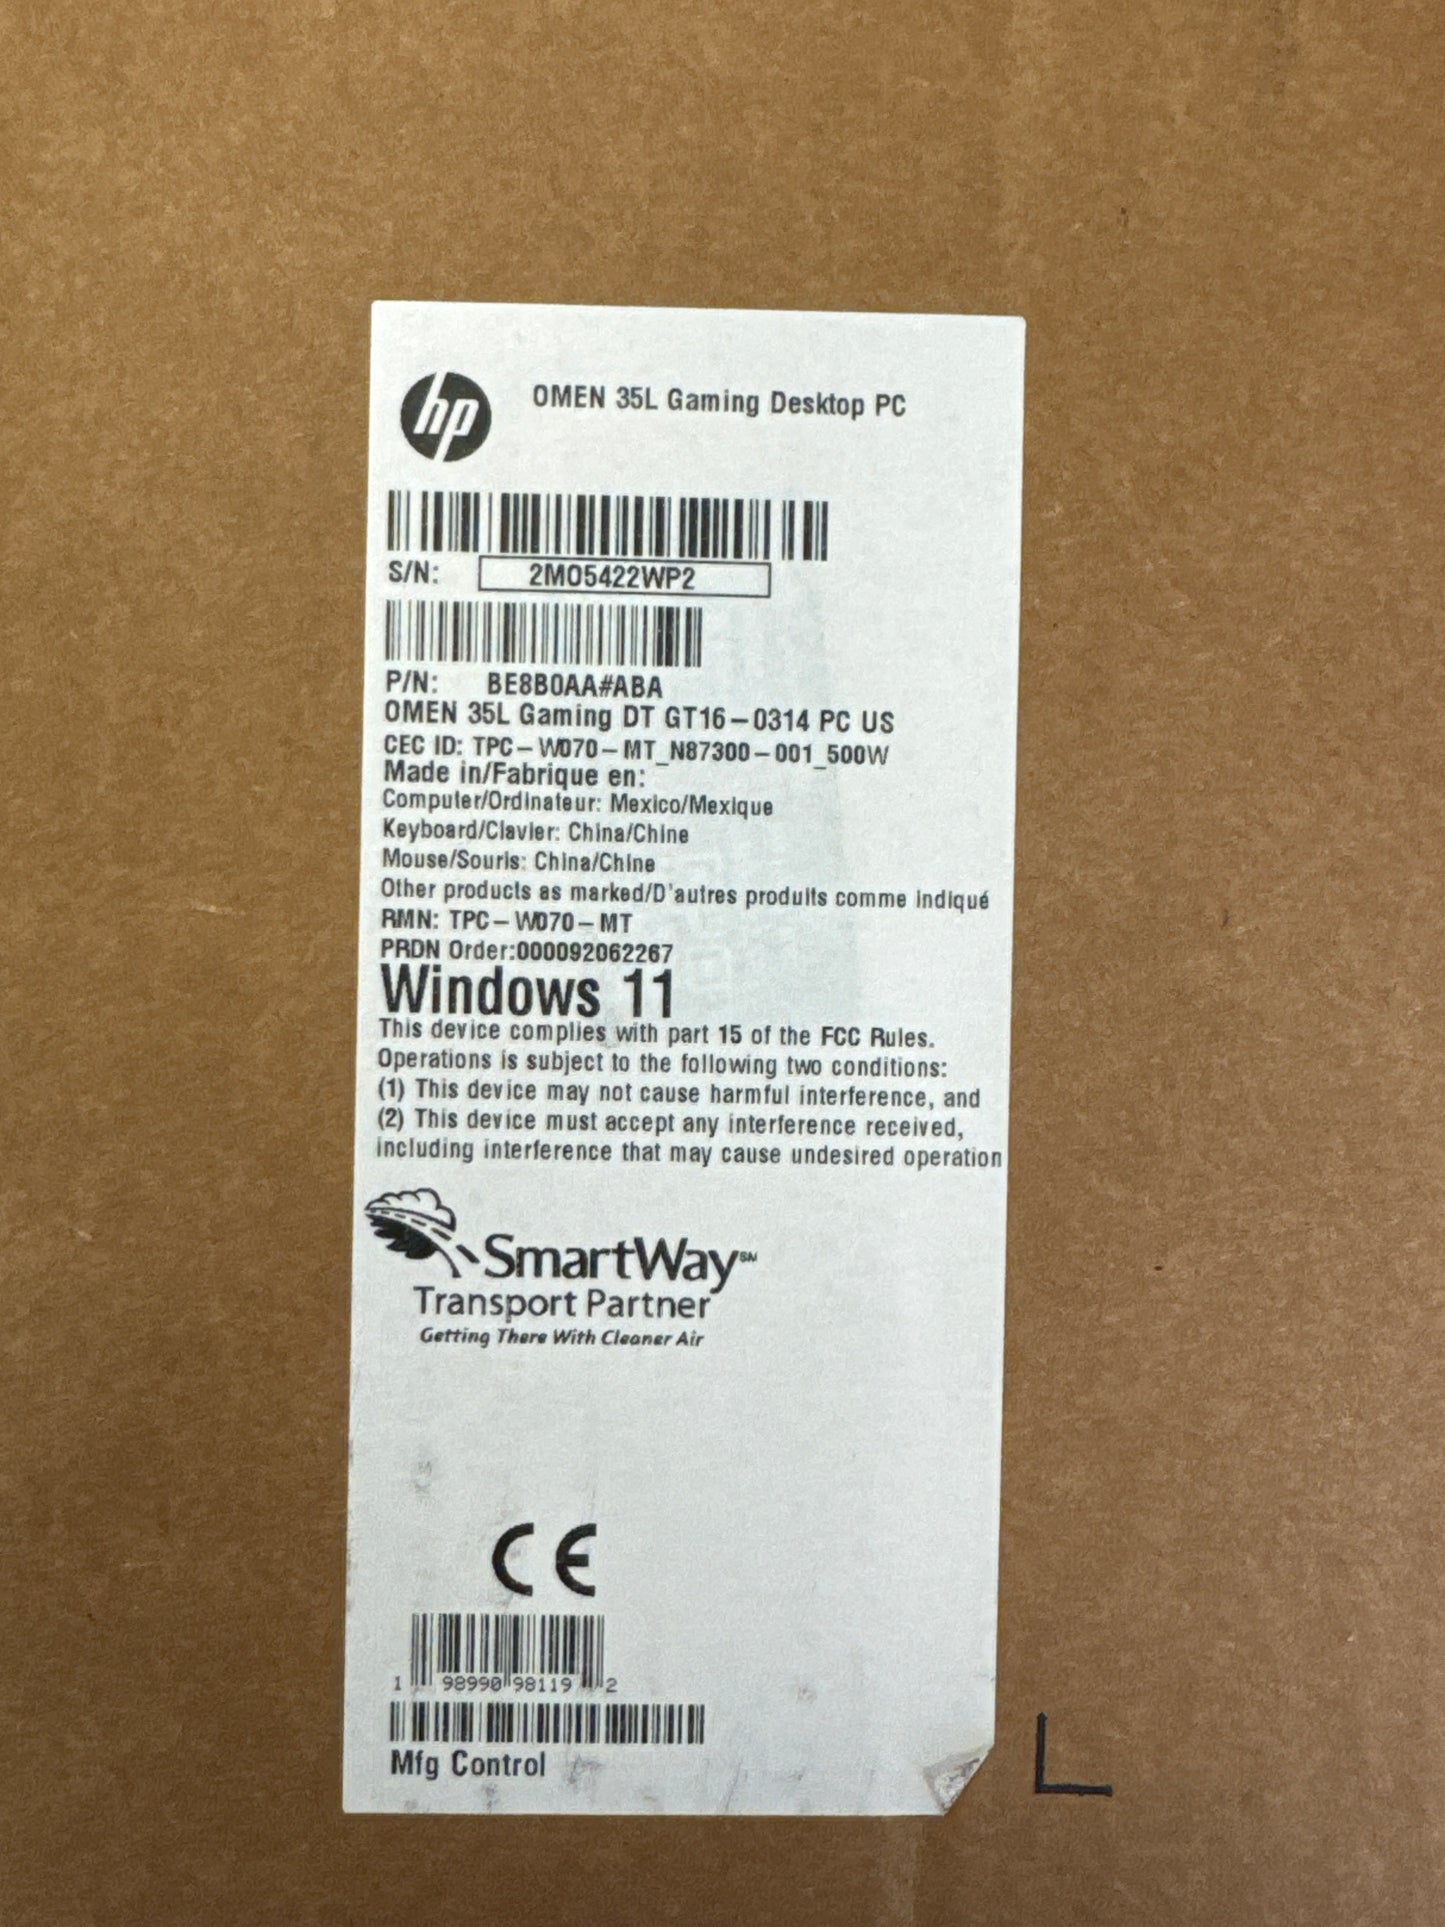 hp
OMEN 35L Gaming Desktop PC
S/N: 2MO5422WP2
P/N: BE8B0AA#ABA
OMEN 35L Gaming DT GT16-0314 PC US
CEC ID: TPC-W070-MT_N87300-001_500W
Made in/Fabrique en:
Computer/Ordinateur: Mexico/Mexique
Keyboard/Clavier: China/Chine
Mouse/Souris: China/Chine
Other products as marked/D'autres produits comme indiqué
RMN: TPC-W070-MT
PRDN Order:000092062267
Windows 11
This device complies with part 15 of the FCC Rules.
Operations is subject to the following two conditions:
(1) This device may not cause harmful interference, and
(2) This device must accept any interference received,
including interference that may cause undesired operation
SmartWay℠
Transport Partner
Getting There With Cleaner Air
CE
1 98990 98119 2
Mfg Control
L